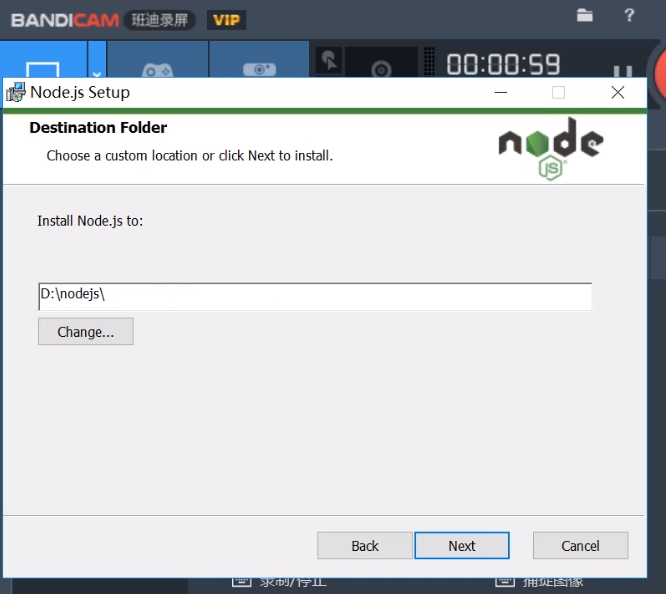 BANDICAM 班迪录屏 VIP
?
00:00:59
Node.js Setup
Destination Folder
Choose a custom location or click Next to install.
node
JS
Install Node.js to:
D:\nodejs\
Change...
Back Next Cancel
录制/停止 捕捉图像